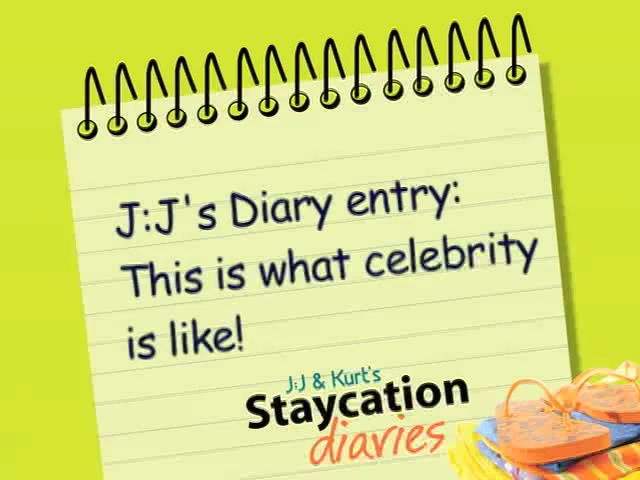 J:J's Diary entry:
This is what celebrity
is like!
J:J & Kurt's
Staycation
diaries